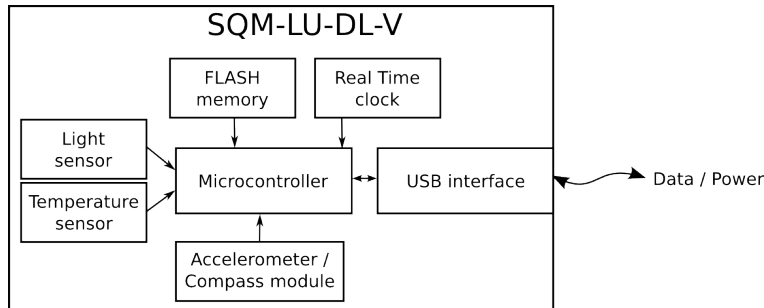 SQM-LU-DL-V
FLASH
memory
Real Time
clock
Light
sensor
Temperature
sensor
Microcontroller
USB interface
Data / Power
Accelerometer /
Compass module